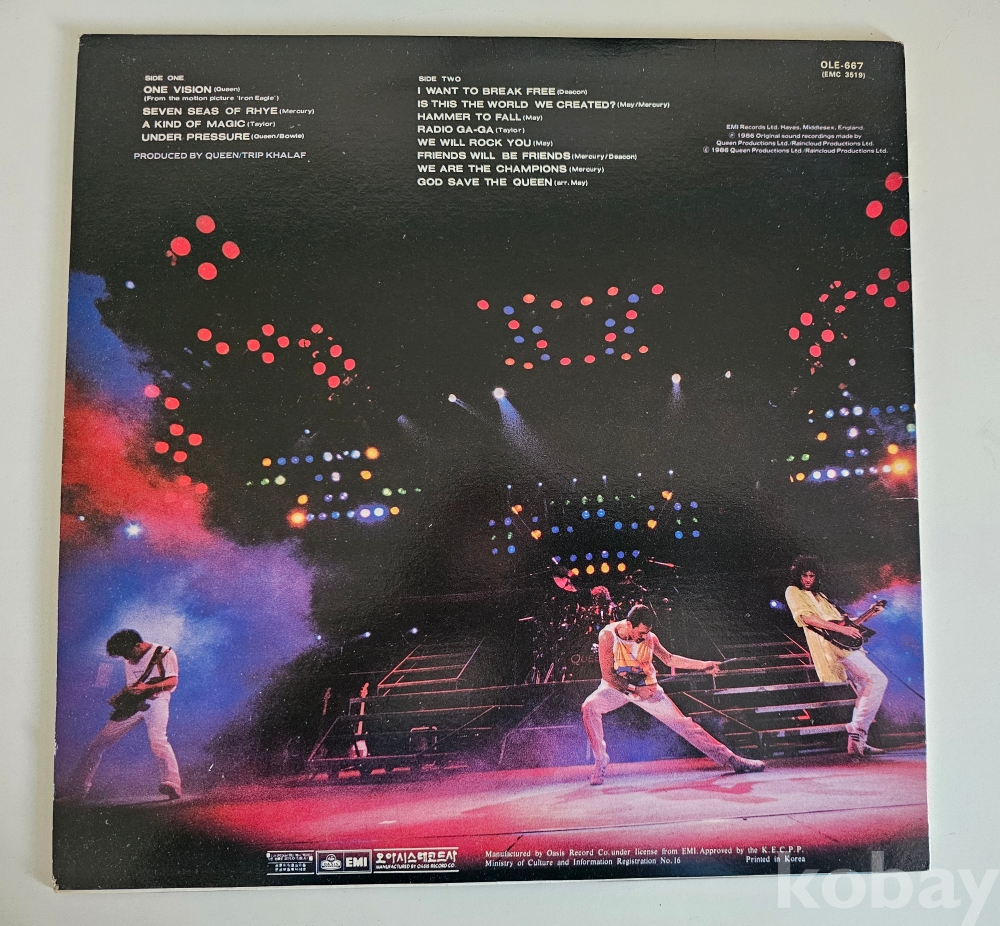 SIDE ONE
ONE VISION (Queen)
(From the motion picture 'Iron Eagle')
SEVEN SEAS OF RHYE (Mercury)
A KIND OF MAGIC (Taylor)
UNDER PRESSURE (Queen/Bowie)
PRODUCED BY QUEEN/TRIP KHALAF
SIDE TWO
I WANT TO BREAK FREE (Deacon)
IS THIS THE WORLD WE CREATED? (May/Mercury)
HAMMER TO FALL (May)
RADIO GA-GA (Taylor)
WE WILL ROCK YOU (May)
FRIENDS WILL BE FRIENDS (Mercury/Deacon)
WE ARE THE CHAMPIONS (Mercury)
GOD SAVE THE QUEEN (arr. May)
OLE-667
(EMC 3519)
EMI Records Ltd. Hayes, Middlesex, England.
℗ 1986 Original sound recordings made by
Queen Productions Ltd./Raincloud Productions Ltd.
© 1986 Queen Productions Ltd./Raincloud Productions Ltd.
QUEEN
EMI
오아시스레코드사
MANUFACTURED BY OASIS RECORD CO.
Manufactured by Oasis Record Co. under license from EMI. Approved by the K.E.C.P.P.
Ministry of Culture and Information Registration No.16
Printed in Korea
kobay